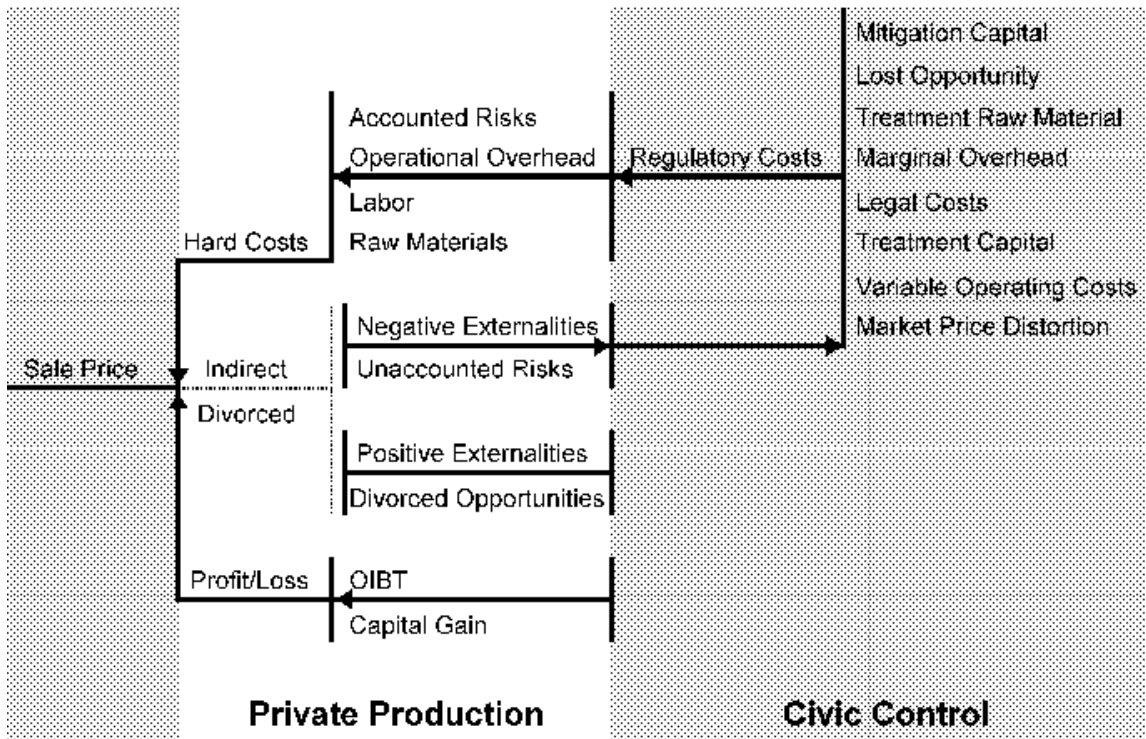 Mitigation Capital
Lost Opportunity
Accounted Risks
Treatment Raw Material
Operational Overhead
Regulatory Costs
Marginal Overhead
Labor
Legal Costs
Hard Costs
Raw Materials
Treatment Capital
Variable Operating Costs
Negative Externalities
Market Price Distortion
Sale Price
Indirect
Unaccounted Risks
Divorced
Positive Externalities
Divorced Opportunities
Profit/Loss
OIBT
Capital Gain
Private Production
Civic Control